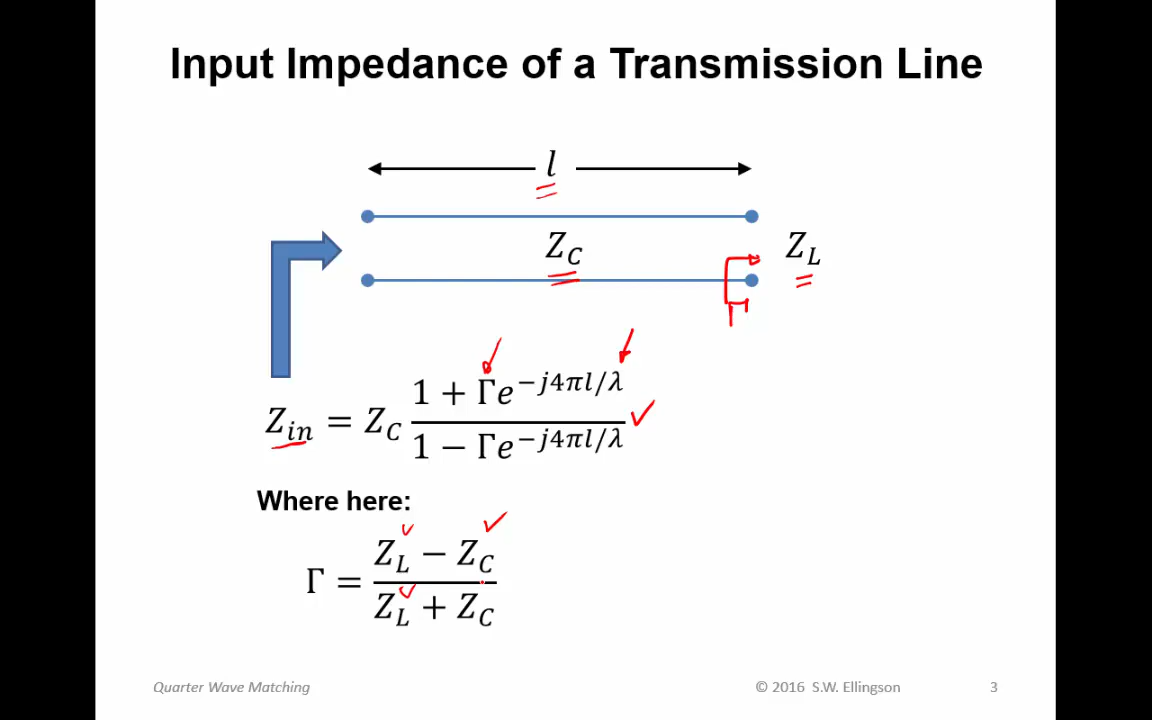 Input Impedance of a Transmission Line
l
Z_C
Z_L
Γ
Z_in = Z_C (1 + Γe^{-j4πl/λ}) / (1 − Γe^{-j4πl/λ})
Where here:
Γ = (Z_L − Z_C) / (Z_L + Z_C)
Quarter Wave Matching
© 2016 S.W. Ellingson
3